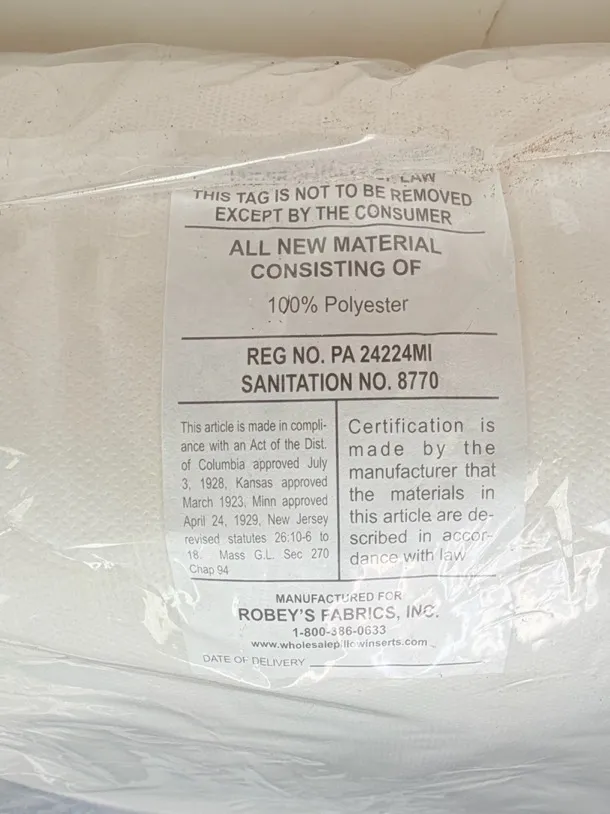 LAW
THIS TAG IS NOT TO BE REMOVED
EXCEPT BY THE CONSUMER
ALL NEW MATERIAL
CONSISTING OF
100% Polyester
REG NO. PA 24224MI
SANITATION NO. 8770
This article is made in compli-
ance with an Act of the Dist.
of Columbia approved July
3, 1928, Kansas approved
March 1923, Minn approved
April 24, 1929, New Jersey
revised statutes 26:10-6 to
18. Mass G.L. Sec 270
Chap 94
Certification is
made by the
manufacturer that
the materials in
this article are de-
scribed in accor-
dance with law
MANUFACTURED FOR
ROBEY'S FABRICS, INC.
1-800-386-0633
www.wholesalepillowinserts.com
DATE OF DELIVERY